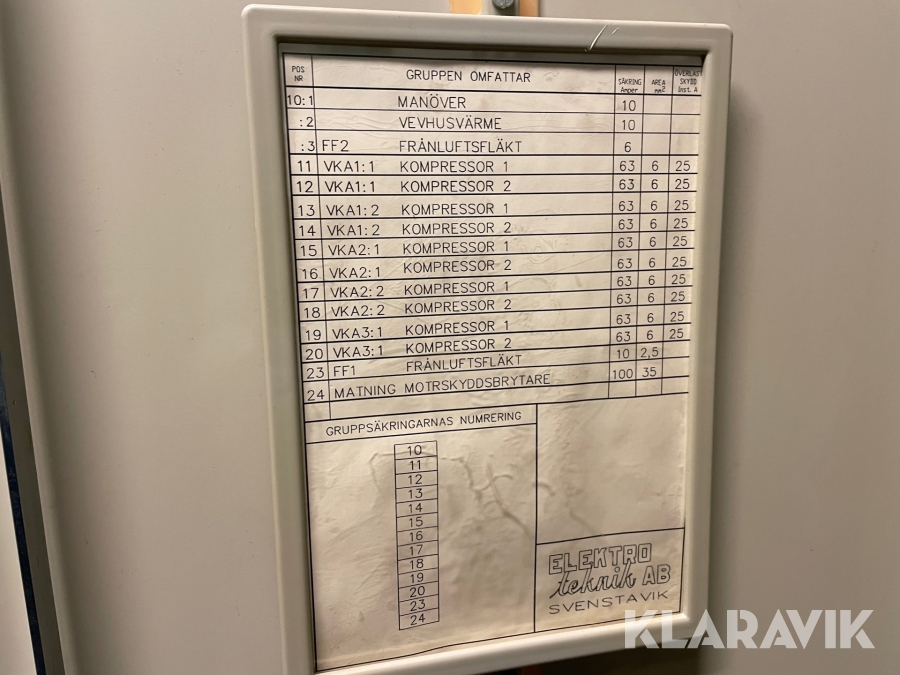 POS NR GRUPPEN OMFATTAR SÄKRING Amper AREA mm2 ÖVERLAST SKYDD Inst. A
10:1 MANÖVER 10
:2 VEVHUSVÄRME 10
:3 FF2 FRÅNLUFTSFLÄKT 6
11 VKA1:1 KOMPRESSOR 1 63 6 25
12 VKA1:1 KOMPRESSOR 2 63 6 25
13 VKA1:2 KOMPRESSOR 1 63 6 25
14 VKA1:2 KOMPRESSOR 2 63 6 25
15 VKA2:1 KOMPRESSOR 1 63 6 25
16 VKA2:1 KOMPRESSOR 2 63 6 25
17 VKA2:2 KOMPRESSOR 1 63 6 25
18 VKA2:2 KOMPRESSOR 2 63 6 25
19 VKA3:1 KOMPRESSOR 1 63 6 25
20 VKA3:1 KOMPRESSOR 2 63 6 25
23 FF1 FRÅNLUFTSFLÄKT 10 2,5
24 MATNING MOTRSKYDDSBRYTARE 100 35
GRUPPSÄKRINGARNAS NUMRERING
10
11
12
13
14
15
16
17
18
19
20
23
24
ELEKTRO
teknik AB
SVENSTAVIK
KLARAVIK